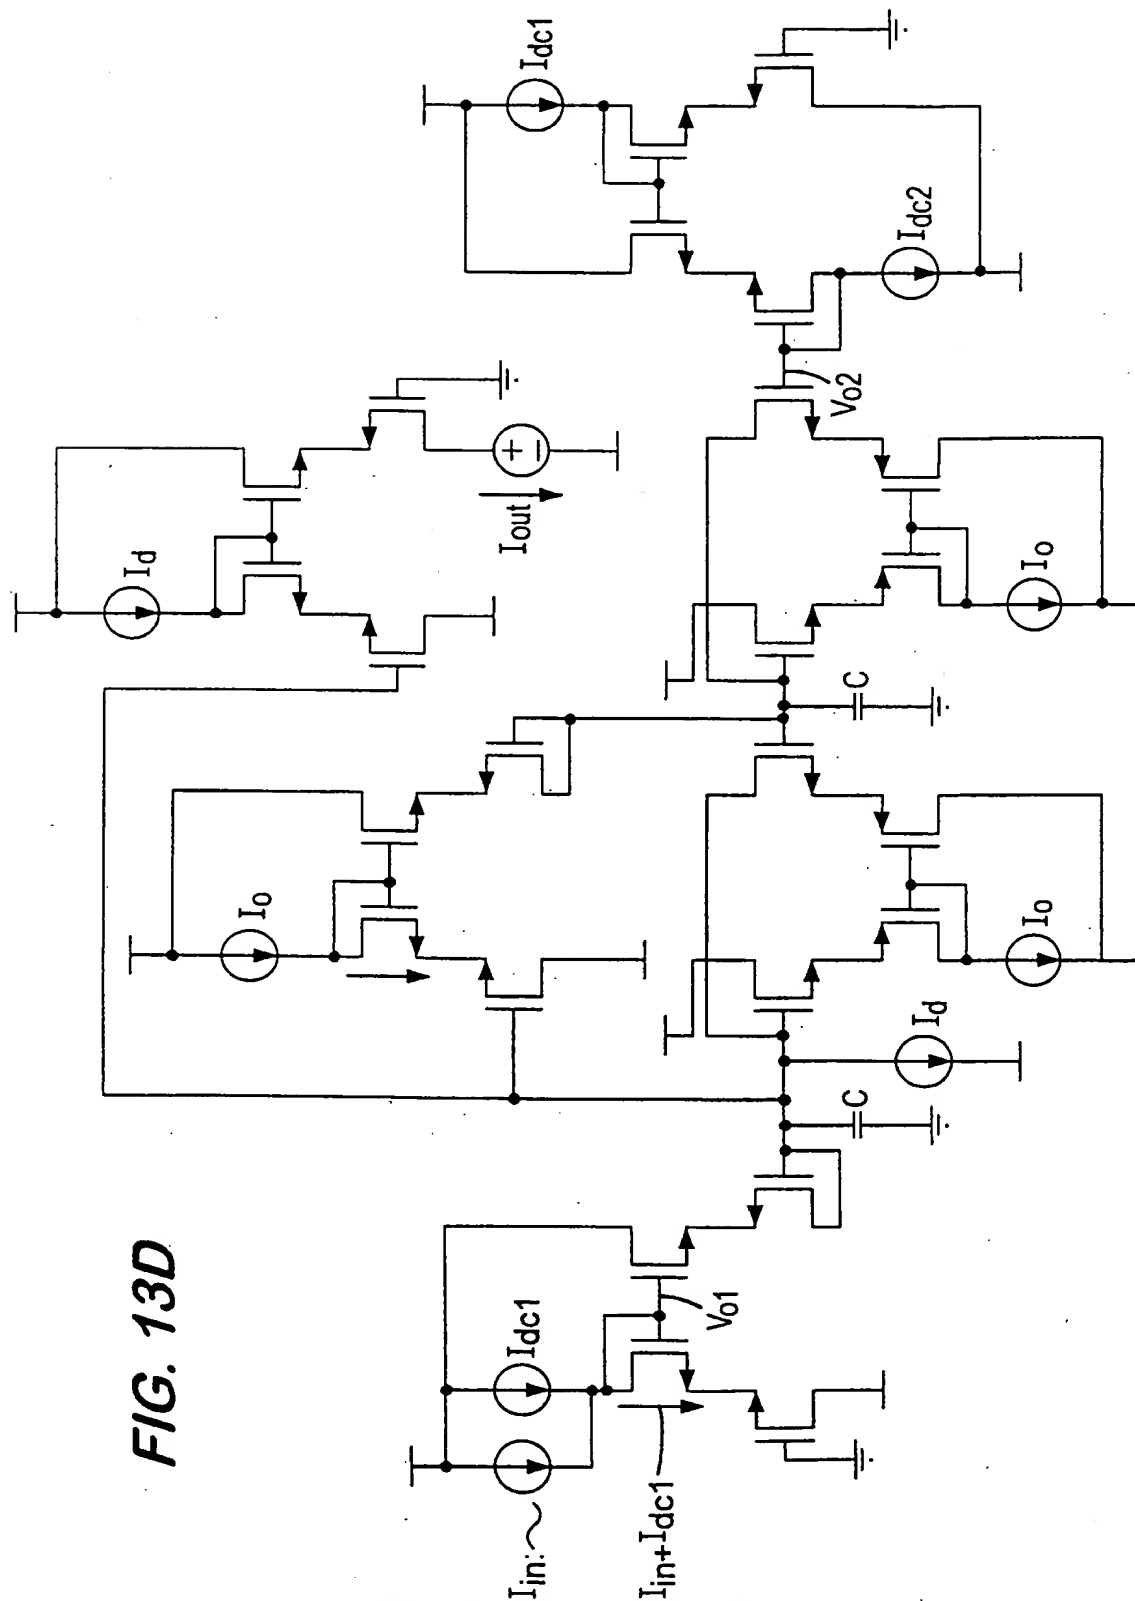 FIG. 13D
Iin:
Idc1
Iin+Idc1
Vo1
Io
Id
C
Id
Io
Iout
+
−
C
Io
Vo2
Idc1
Idc2